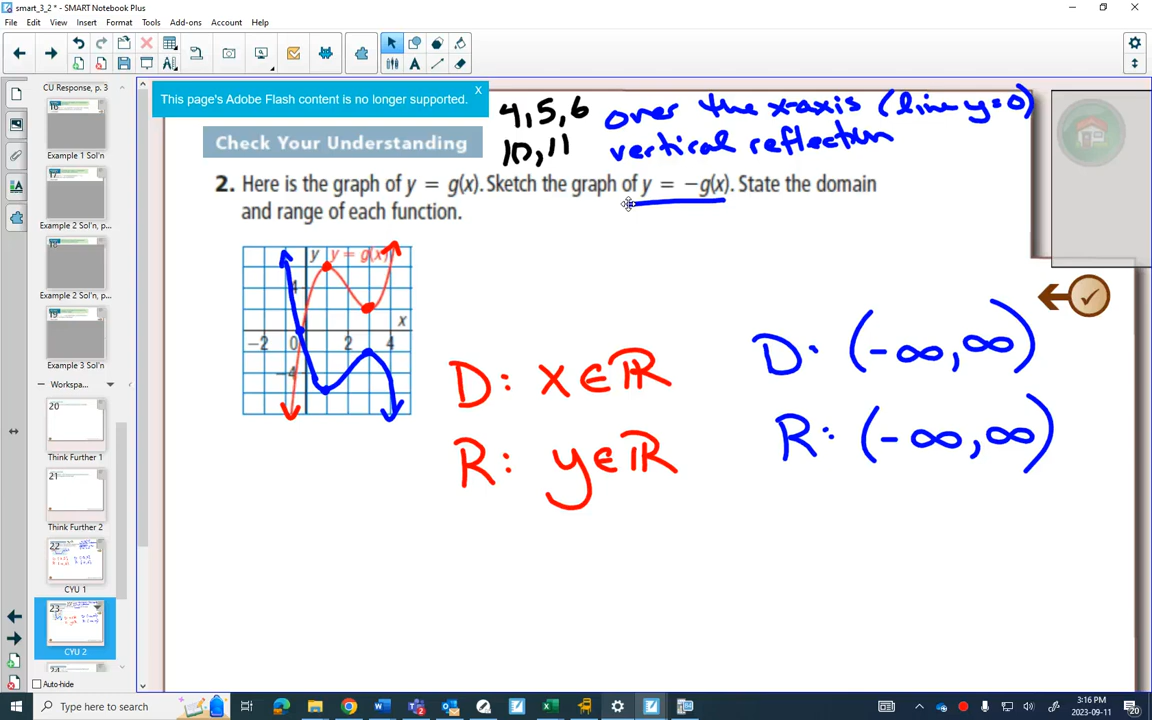 smart_3_2 * - SMART Notebook Plus
File Edit View Insert Format Tools Add-ons Account Help
CU Response, p. 3
16
Example 1 Sol'n
17
Example 2 Sol'n, p...
18
Example 2 Sol'n, p...
19
Example 3 Sol'n
Workspa...
20
Think Further 1
21
Think Further 2
22
CYU 1
23
CYU 2
Auto-hide
This page's Adobe Flash content is no longer supported. X
4,5,6 over the x-axis (line y=0)
10,11 vertical reflection
Check Your Understanding
2. Here is the graph of y = g(x). Sketch the graph of y = −g(x). State the domain
and range of each function.
y y = g(x)
4
x
−2 0 2 4
−4
D: x∈ℝ
R: y∈ℝ
D: (-∞,∞)
R: (-∞,∞)
Type here to search
3:16 PM
2023-09-11
20